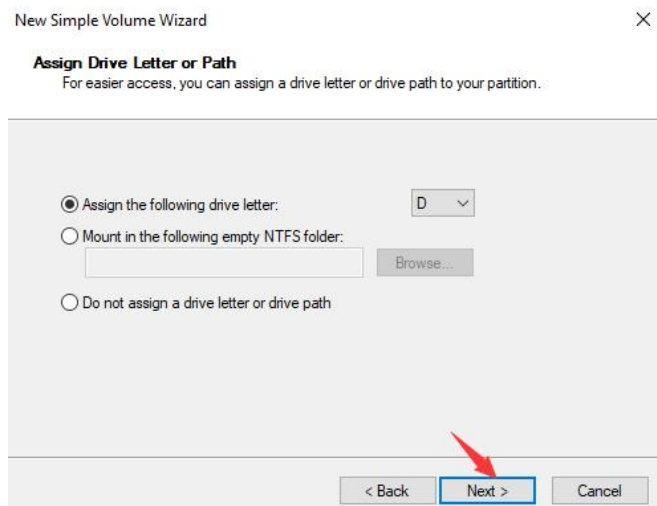 New Simple Volume Wizard
Assign Drive Letter or Path
For easier access, you can assign a drive letter or drive path to your partition.
Assign the following drive letter: D
Mount in the following empty NTFS folder:
Browse...
Do not assign a drive letter or drive path
< Back Next > Cancel